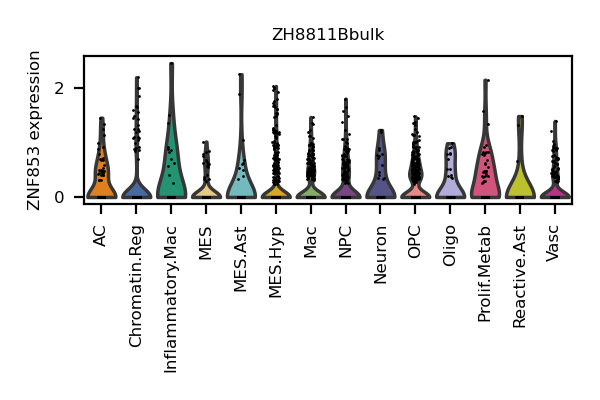 ZH8811Bbulk
ZNF853 expression
2
0
AC
Chromatin.Reg
Inflammatory.Mac
MES
MES.Ast
MES.Hyp
Mac
NPC
Neuron
OPC
Oligo
Prolif.Metab
Reactive.Ast
Vasc